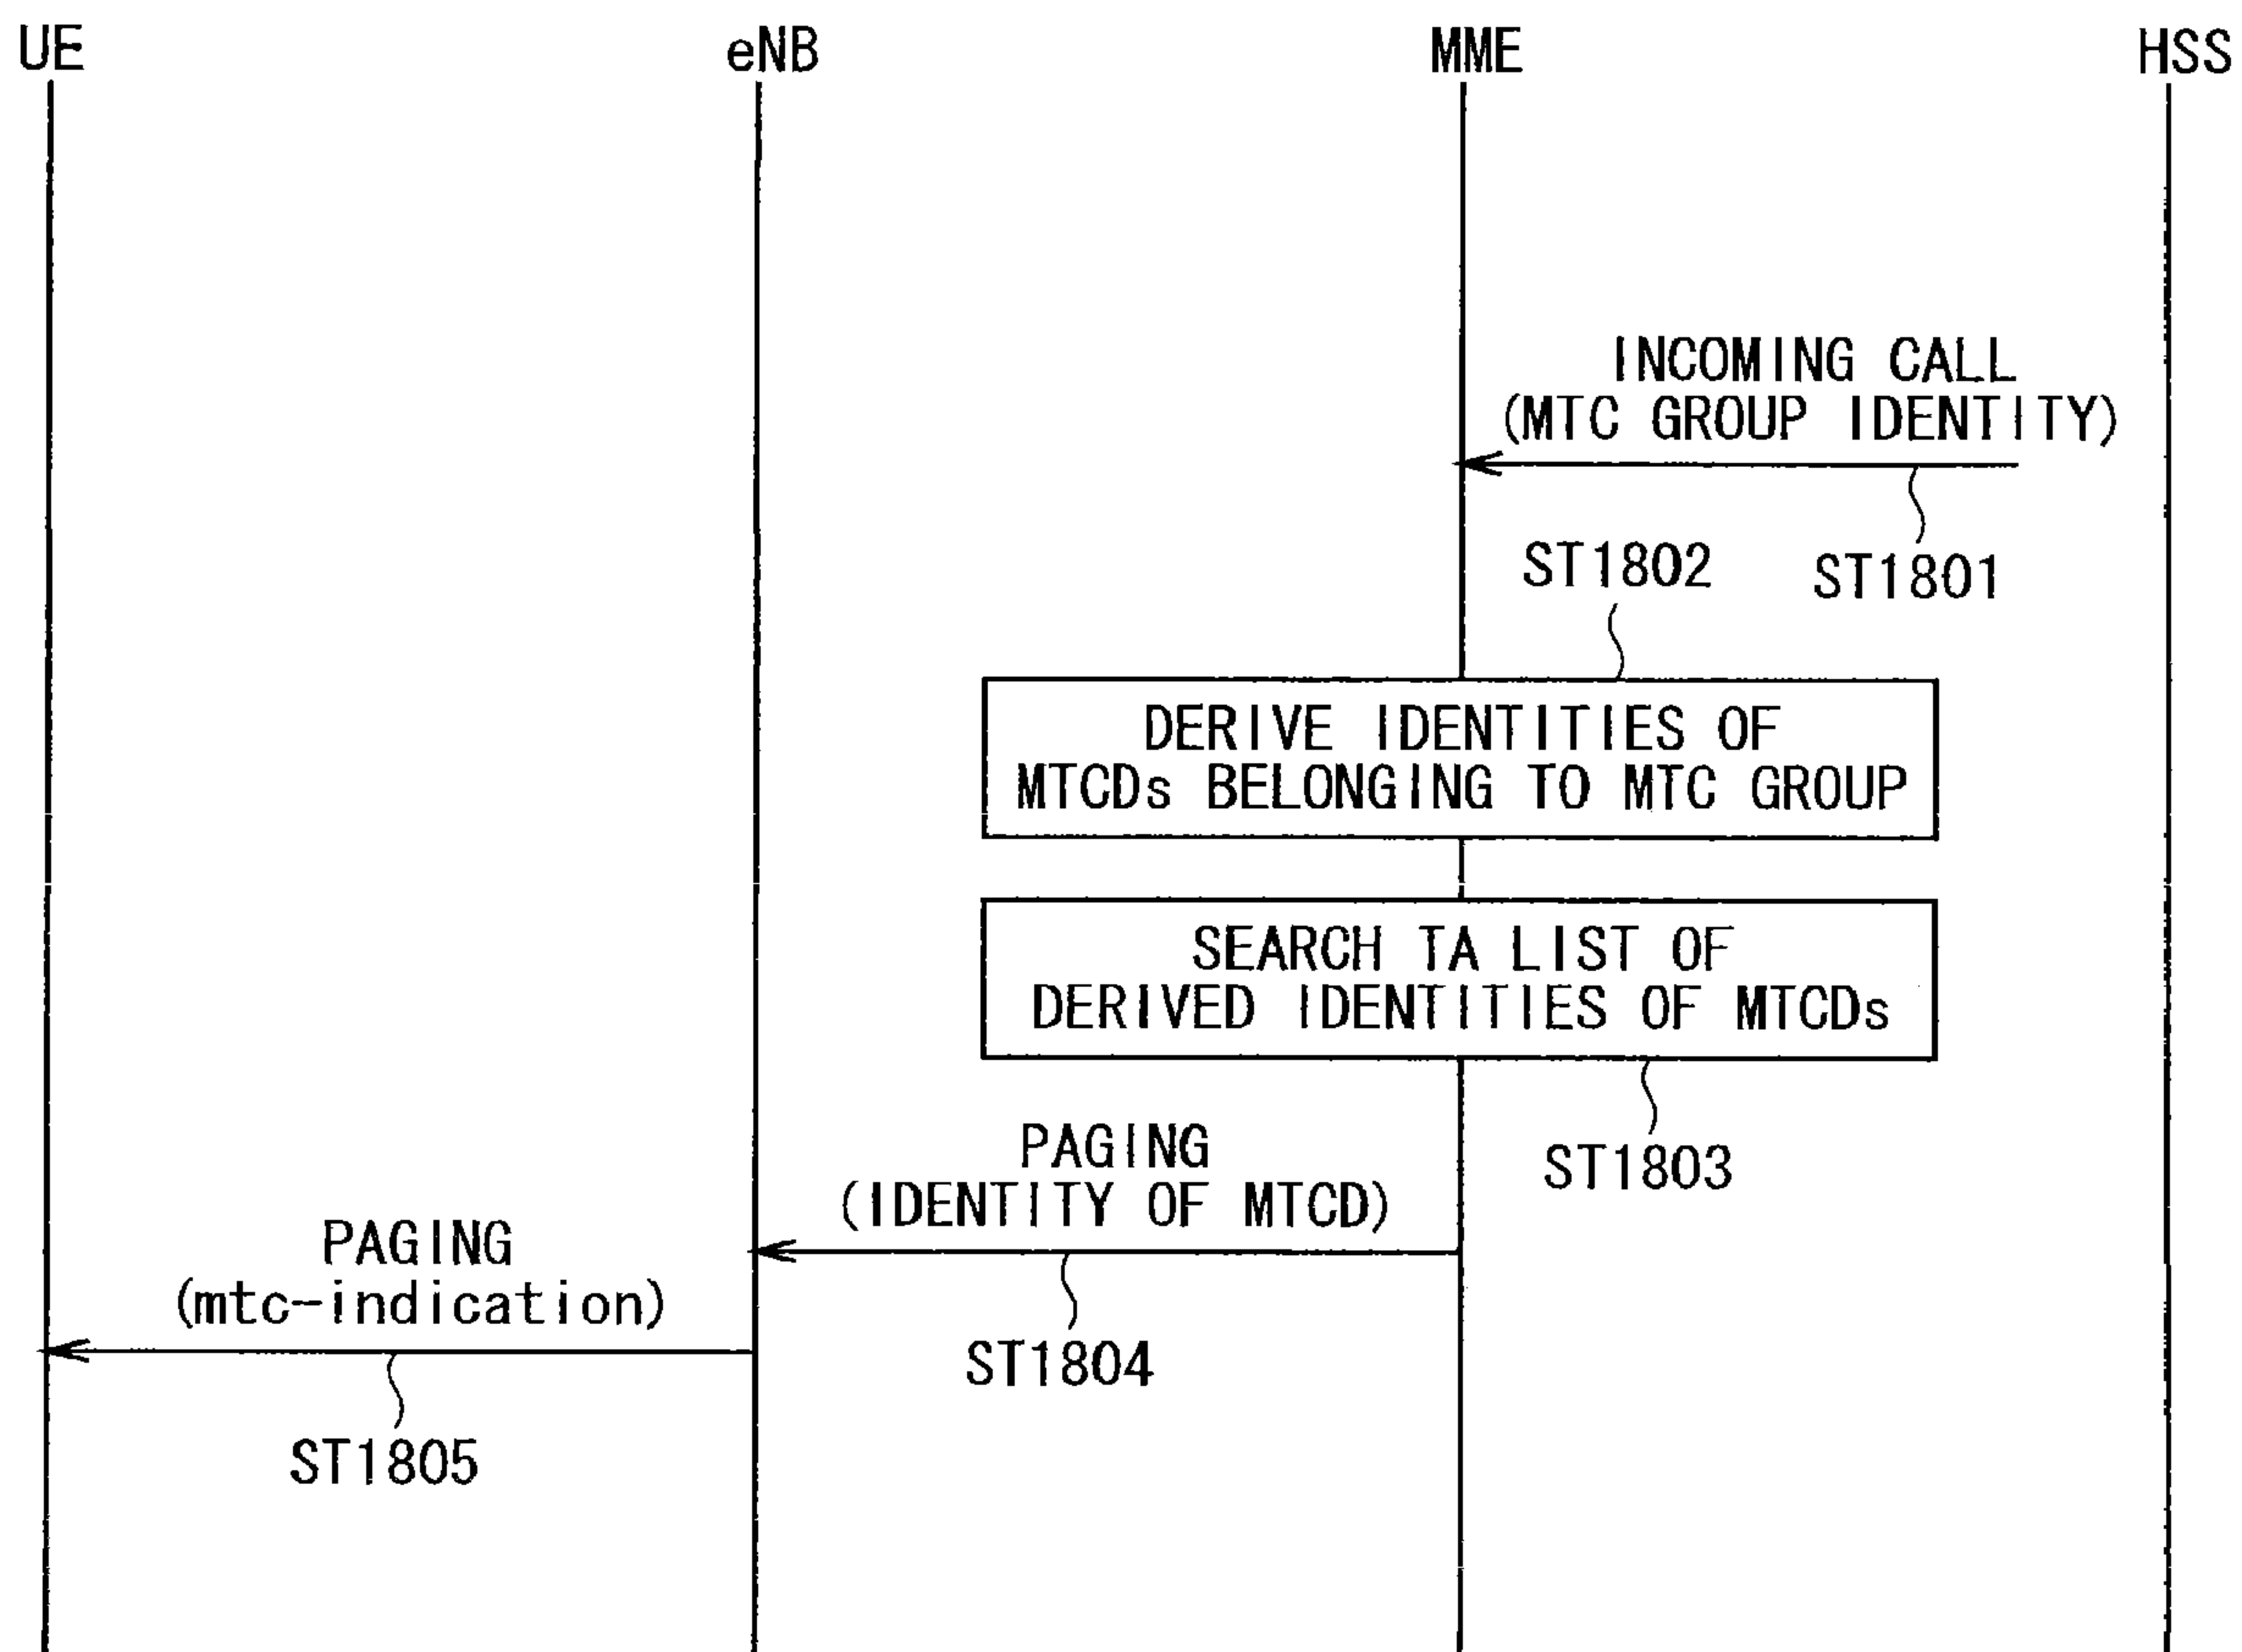 UE
eNB
MME
HSS
INCOMING CALL
(MTC GROUP IDENTITY)
ST1801
ST1802
DERIVE IDENTITIES OF
MTCDs BELONGING TO MTC GROUP
SEARCH TA LIST OF
DERIVED IDENTITIES OF MTCDs
ST1803
PAGING
(IDENTITY OF MTCD)
ST1804
PAGING
(mtc-indication)
ST1805